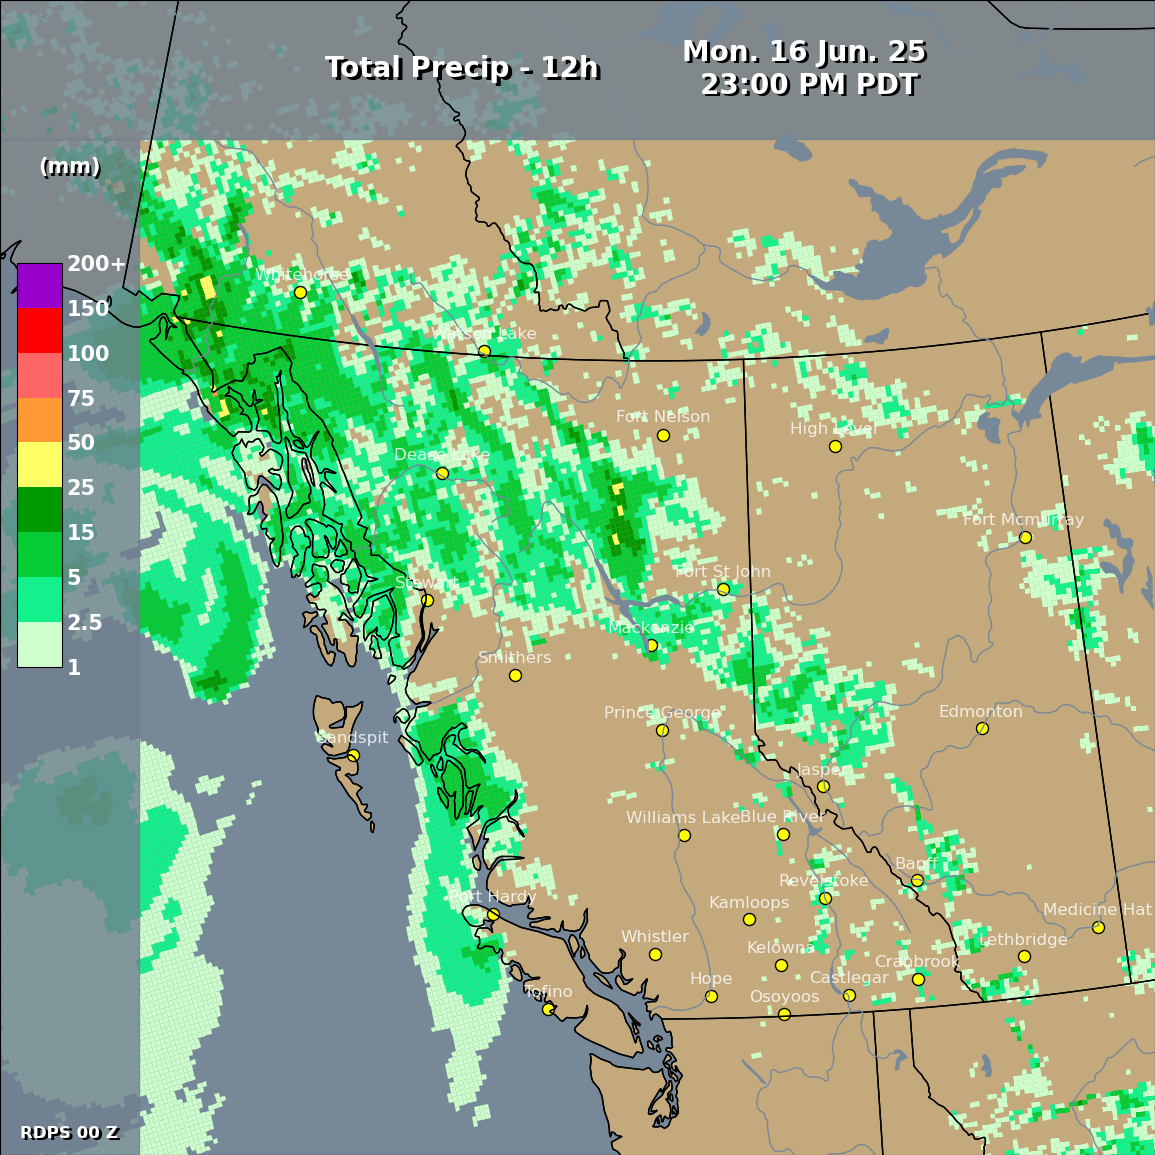 Total Precip - 12h
Mon. 16 Jun. 25
23:00 PM PDT
(mm)
200+
150
100
75
50
25
15
5
2.5
1
Whitehorse
Watson Lake
Fort Nelson
High Level
Dease Lake
Fort Mcmurray
Stewart
Fort St John
Mackenzie
Smithers
Prince George
Edmonton
Sandspit
Jasper
Williams Lake
Blue River
Banff
Revelstoke
Port Hardy
Kamloops
Medicine Hat
Whistler
Kelowna
Lethbridge
Cranbrook
Hope
Castlegar
Tofino
Osoyoos
RDPS 00 Z